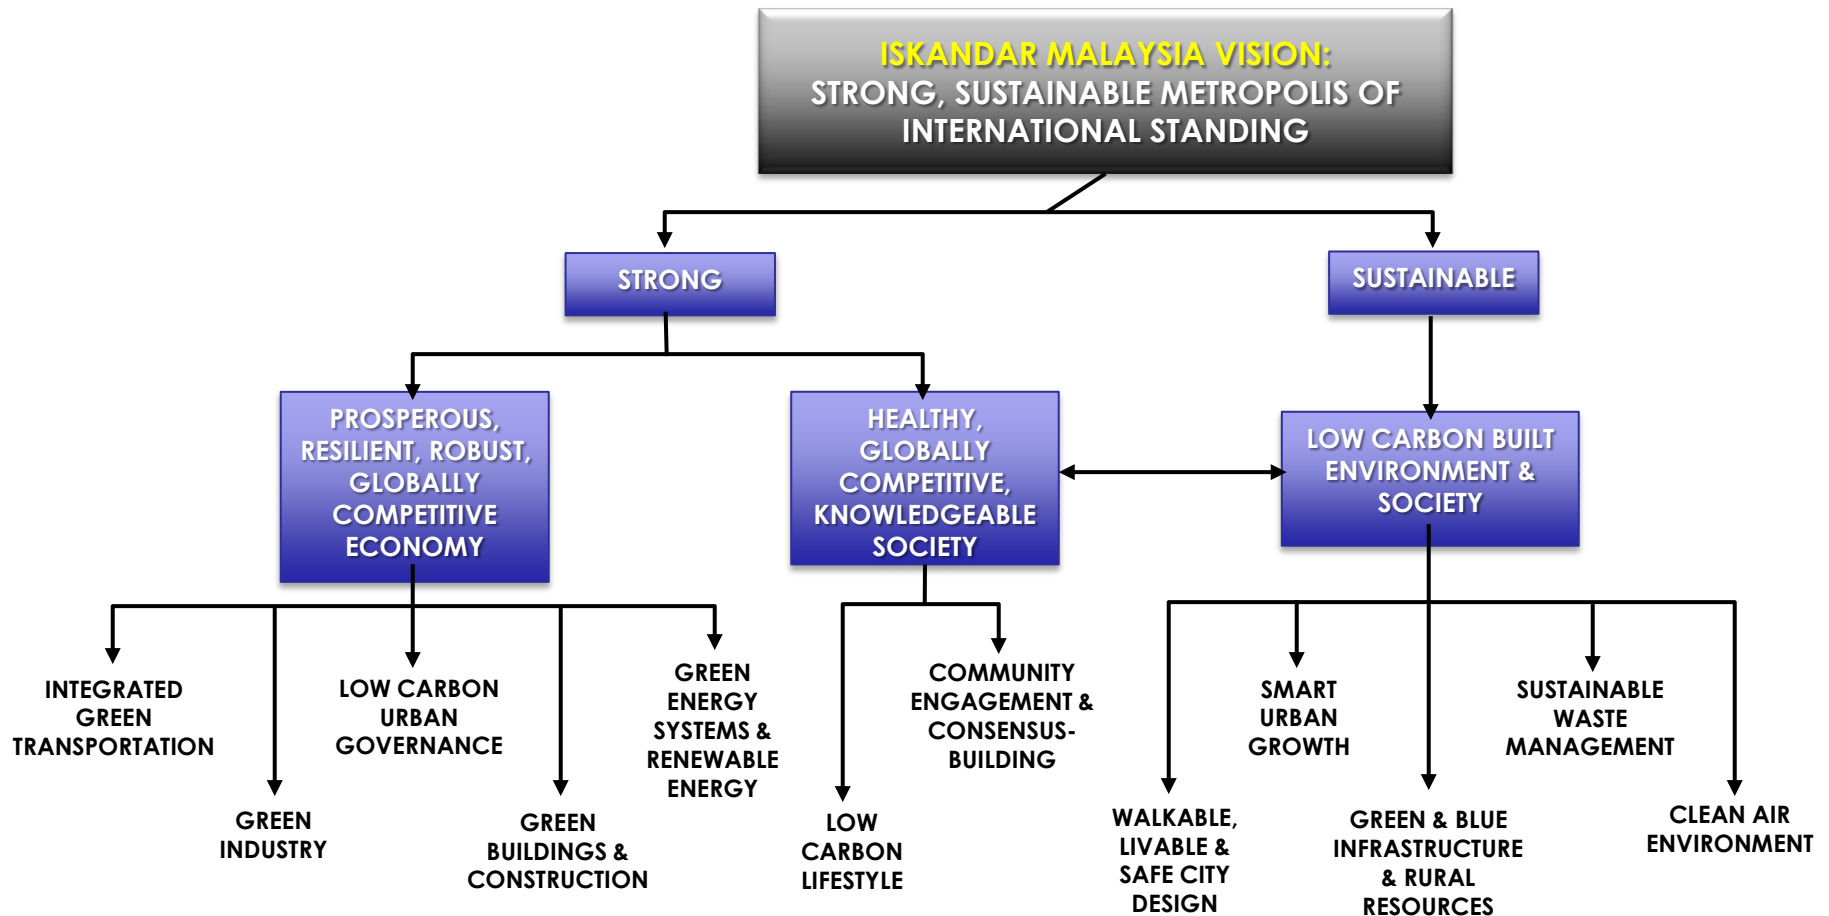 ISKANDAR MALAYSIA VISION:
STRONG, SUSTAINABLE METROPOLIS OF
INTERNATIONAL STANDING
STRONG
SUSTAINABLE
PROSPEROUS,
RESILIENT, ROBUST,
GLOBALLY
COMPETITIVE
ECONOMY
HEALTHY,
GLOBALLY
COMPETITIVE,
KNOWLEDGEABLE
SOCIETY
LOW CARBON BUILT
ENVIRONMENT &
SOCIETY
INTEGRATED
GREEN
TRANSPORTATION
GREEN
INDUSTRY
LOW CARBON
URBAN
GOVERNANCE
GREEN
BUILDINGS &
CONSTRUCTION
GREEN
ENERGY
SYSTEMS &
RENEWABLE
ENERGY
LOW
CARBON
LIFESTYLE
COMMUNITY
ENGAGEMENT &
CONSENSUS-
BUILDING
WALKABLE,
LIVABLE &
SAFE CITY
DESIGN
SMART
URBAN
GROWTH
GREEN & BLUE
INFRASTRUCTURE
& RURAL
RESOURCES
SUSTAINABLE
WASTE
MANAGEMENT
CLEAN AIR
ENVIRONMENT